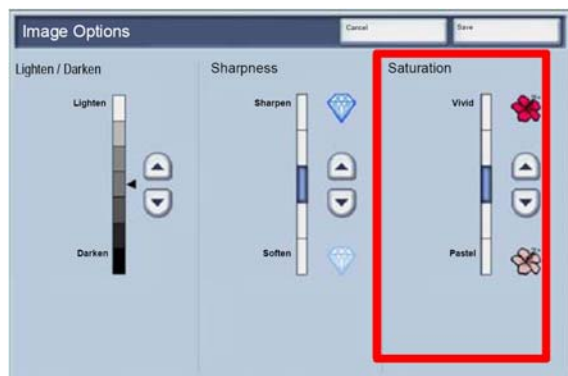 Image Options
Cancel
Save
Lighten / Darken
Sharpness
Saturation
Lighten
Sharpen
Vivid
Darken
Soften
Pastel